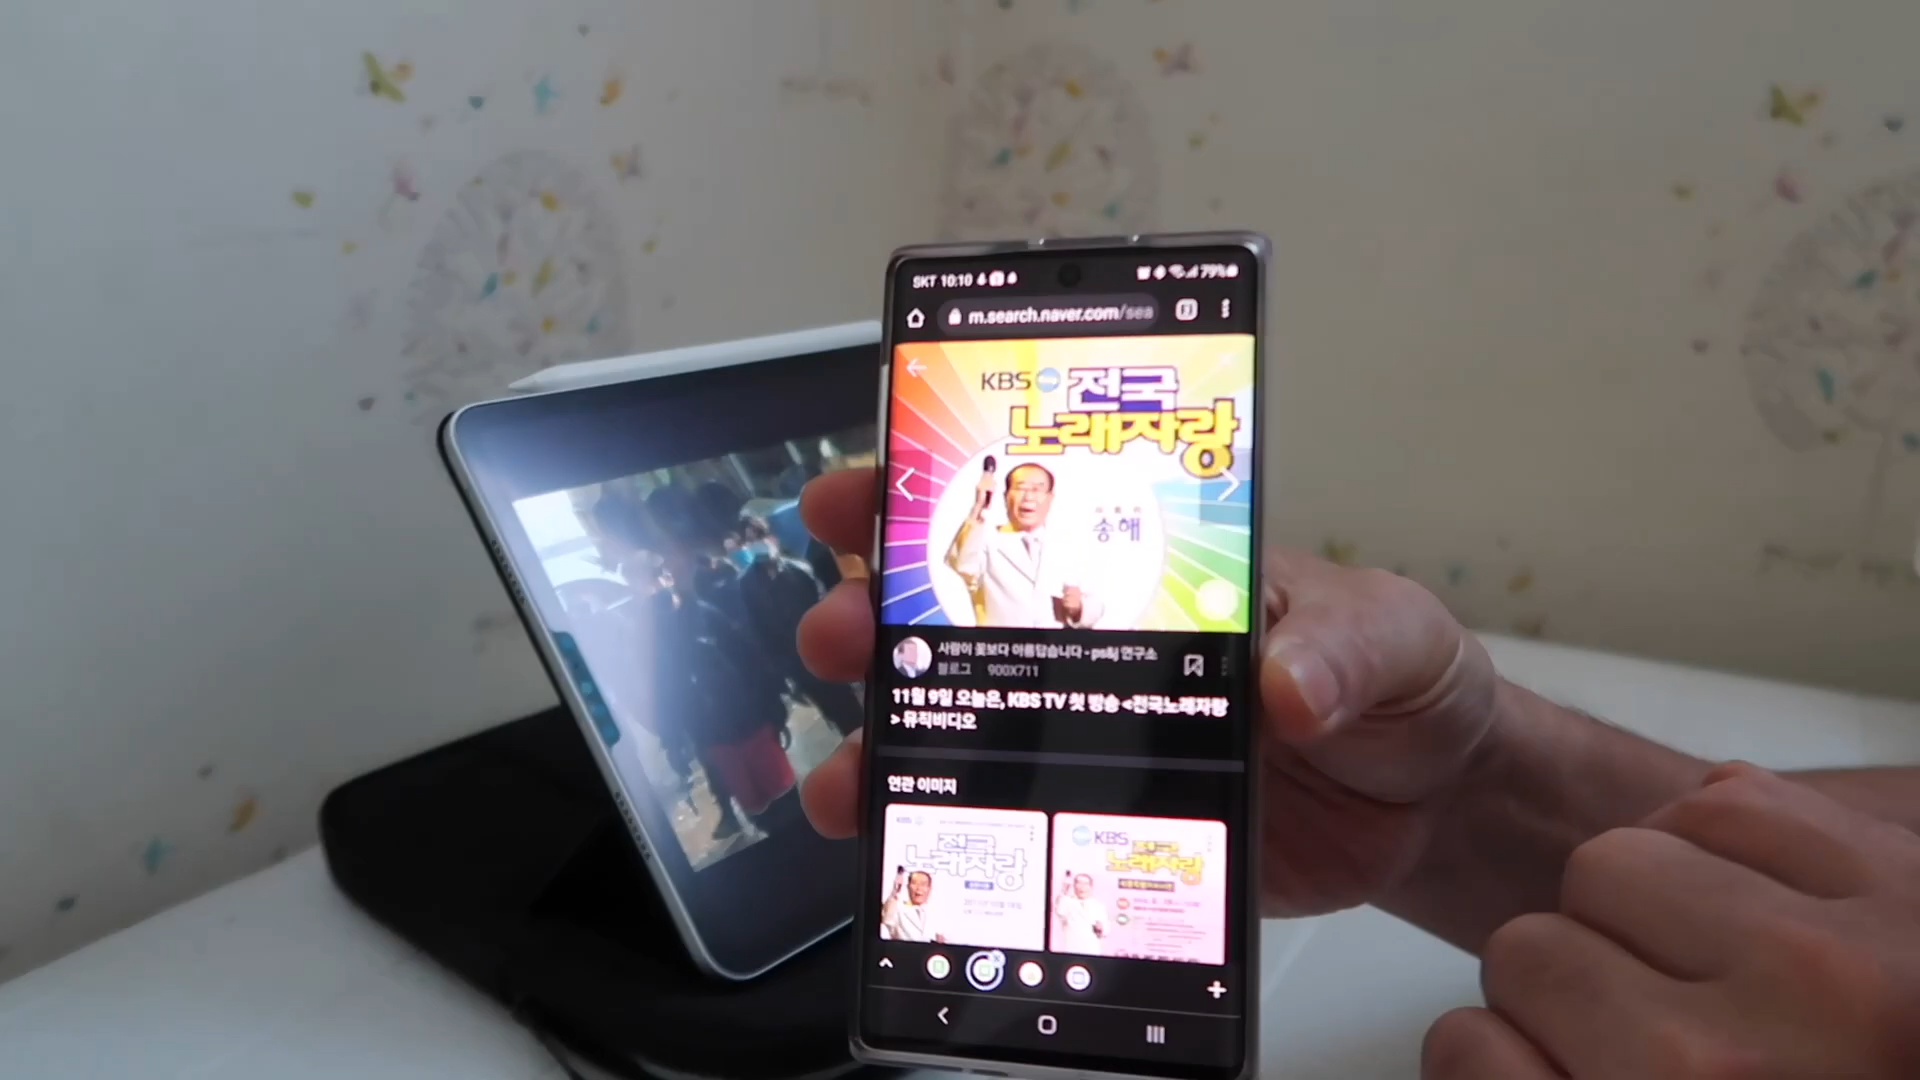 SKT 10:10
79%
m.search.naver.com/sea
KBS 전국
노래자랑
송해
사람이 꽃보다 아름답습니다 - ps&j 연구소
블로그 900X711
11월 9일 오늘은, KBS TV 첫 방송 <전국노래자랑
> 뮤직비디오
연관 이미지
전국
노래자랑
KBS
노래자랑